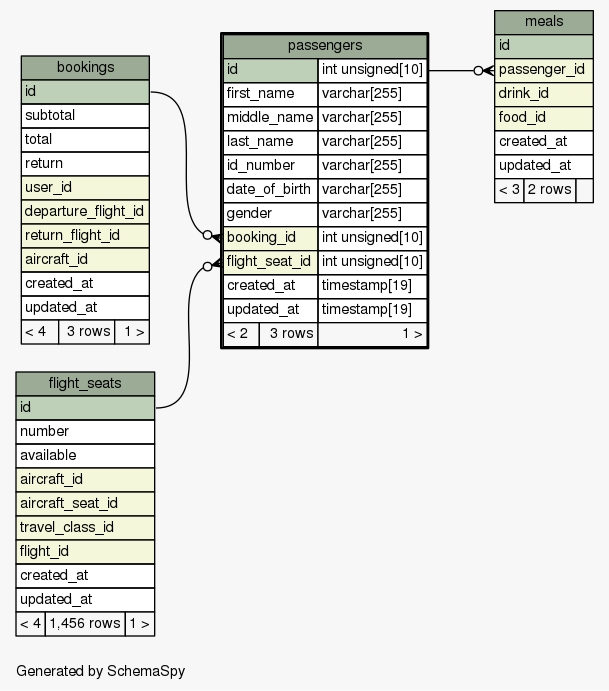 bookings
id
subtotal
total
return
user_id
departure_flight_id
return_flight_id
aircraft_id
created_at
updated_at
< 4 3 rows 1 >
passengers
id int unsigned[10]
first_name varchar[255]
middle_name varchar[255]
last_name varchar[255]
id_number varchar[255]
date_of_birth varchar[255]
gender varchar[255]
booking_id int unsigned[10]
flight_seat_id int unsigned[10]
created_at timestamp[19]
updated_at timestamp[19]
< 2 3 rows 1 >
meals
id
passenger_id
drink_id
food_id
created_at
updated_at
< 3 2 rows
flight_seats
id
number
available
aircraft_id
aircraft_seat_id
travel_class_id
flight_id
created_at
updated_at
< 4 1,456 rows 1 >
Generated by SchemaSpy